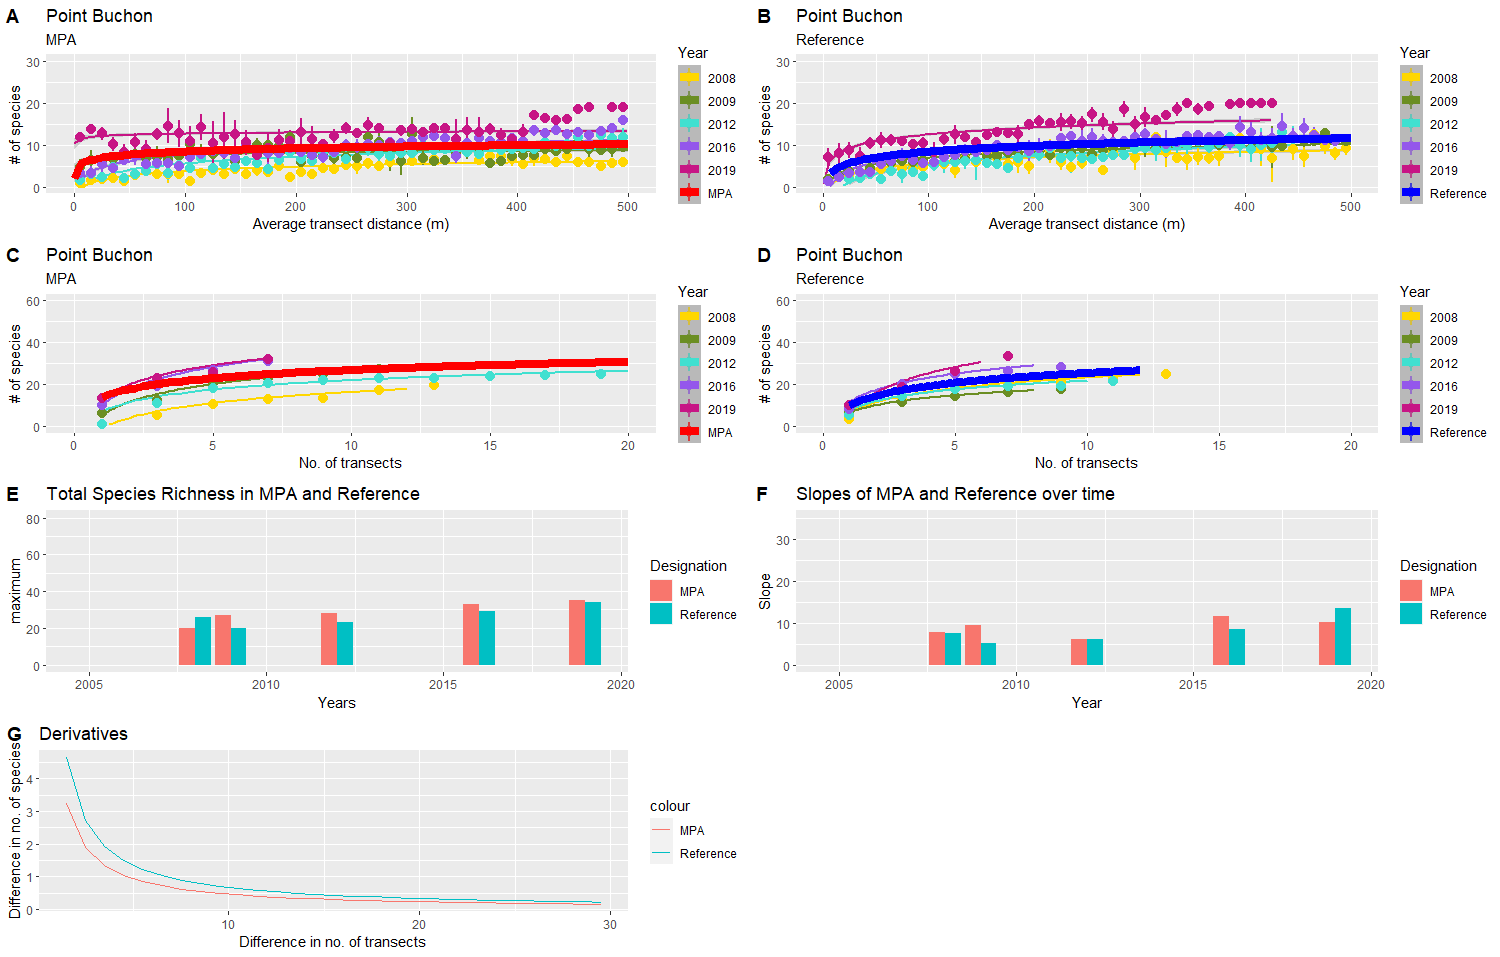 A Point Buchon
MPA
# of species
30
20
10
0
0 100 200 300 400 500
Average transect distance (m)
Year
2008
2009
2012
2016
2019
MPA
B Point Buchon
Reference
# of species
30
20
10
0
0 100 200 300 400 500
Average transect distance (m)
Year
2008
2009
2012
2016
2019
Reference
C Point Buchon
MPA
# of species
60
40
20
0
0 5 10 15 20
No. of transects
Year
2008
2009
2012
2016
2019
MPA
D Point Buchon
Reference
# of species
60
40
20
0
0 5 10 15 20
No. of transects
Year
2008
2009
2012
2016
2019
Reference
E Total Species Richness in MPA and Reference
maximum
80
60
40
20
0
2005 2010 2015 2020
Years
Designation
MPA
Reference
F Slopes of MPA and Reference over time
Slope
30
20
10
0
2005 2010 2015 2020
Year
Designation
MPA
Reference
G Derivatives
Difference in no. of species
4
3
2
1
0
10 20 30
Difference in no. of transects
colour
MPA
Reference